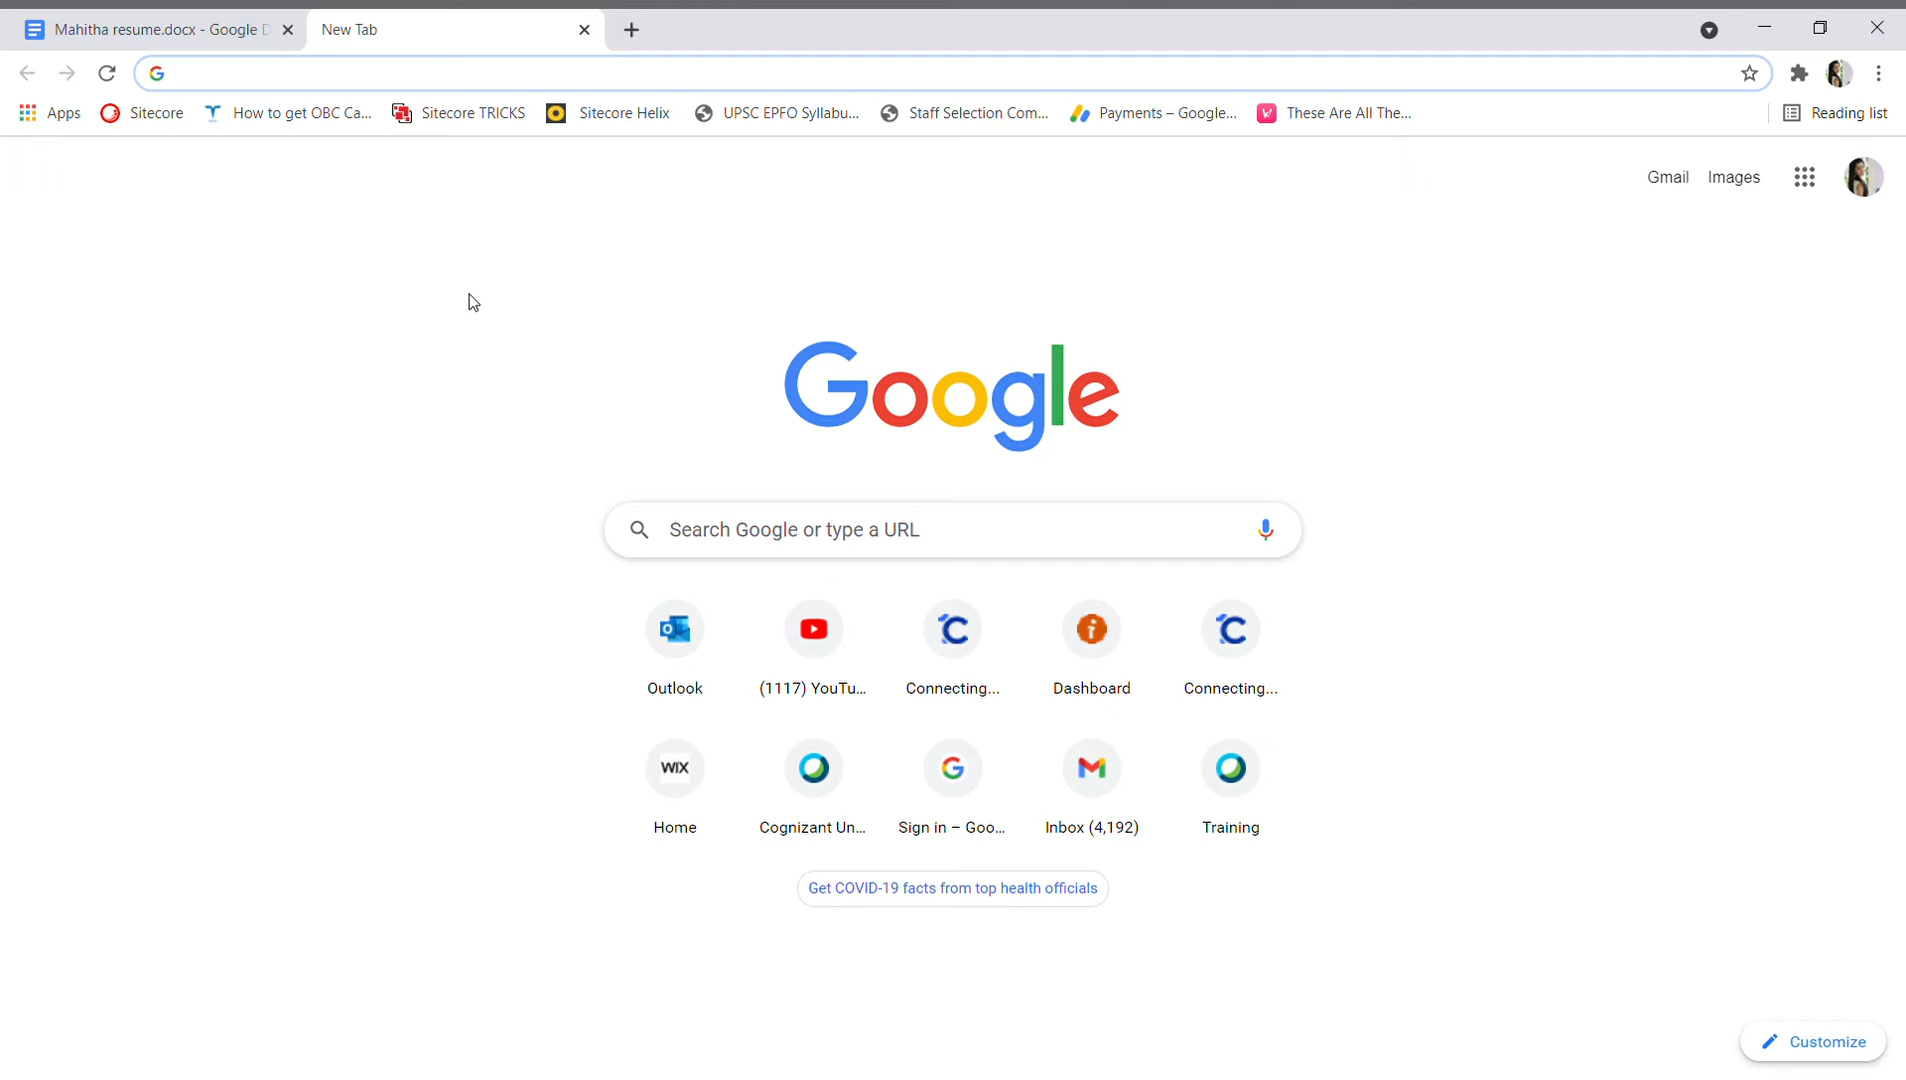 Mahitha resume.docx - Google D
New Tab
Apps
Sitecore
How to get OBC Ca...
Sitecore TRICKS
Sitecore Helix
UPSC EPFO Syllabu...
Staff Selection Com...
Payments – Google...
These Are All The...
Reading list
Gmail
Images
Google
Search Google or type a URL
Outlook
(1117) YouTu...
Connecting...
Dashboard
Connecting...
WIX
Home
Cognizant Un...
Sign in – Goo...
Inbox (4,192)
Training
Get COVID-19 facts from top health officials
Customize